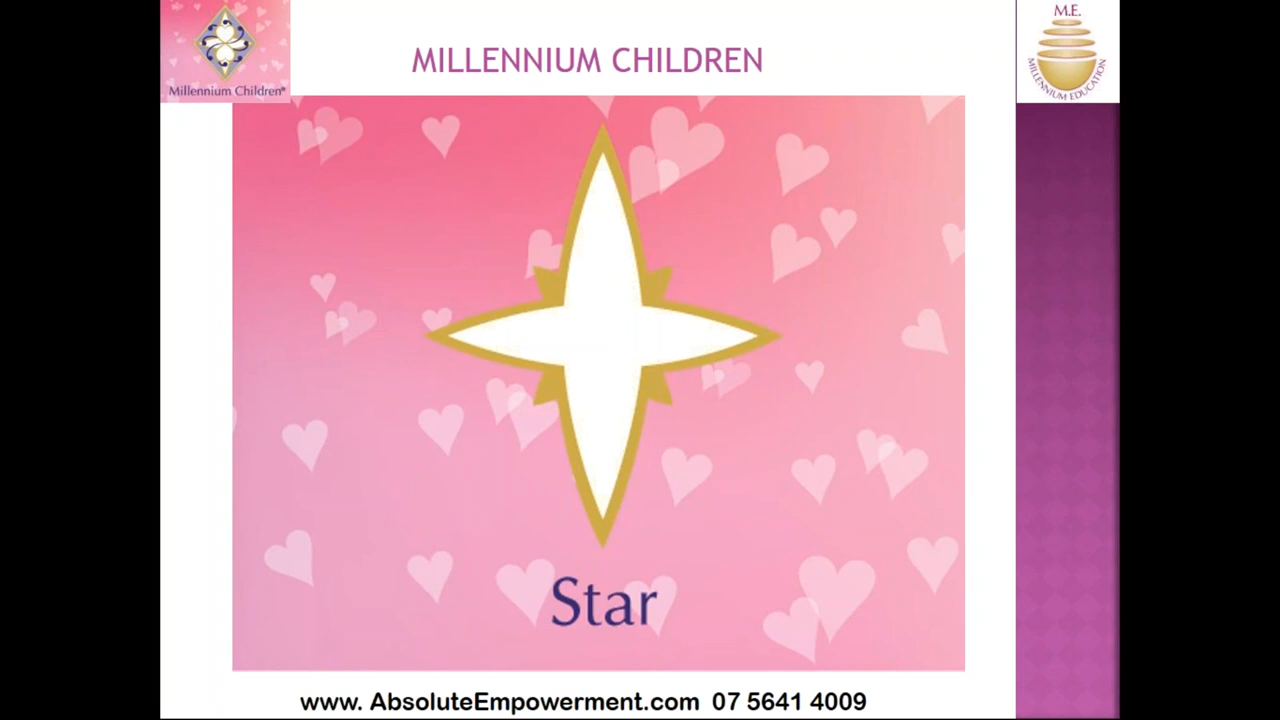 M.E.
MILLENNIUM CHILDREN
Millennium Children®
MILLENNIUM EDUCATION
Star
www. AbsoluteEmpowerment.com 07 5641 4009